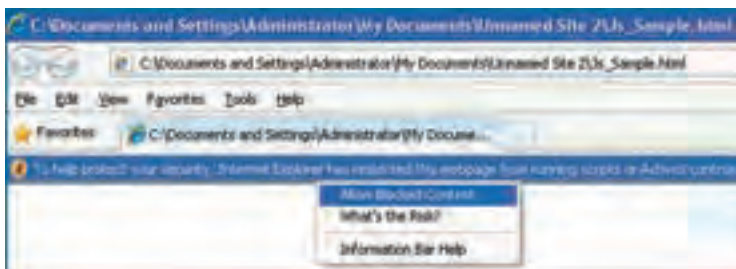 C:\Documents and Settings\Administrator\My Documents\Unnamed Site 2\Js_Sample.html
C:\Documents and Settings\Administrator\My Documents\Unnamed Site 2\Js_Sample.html
File Edit View Favorites Tools Help
Favorites C:\Documents and Settings\Administrator\My Docume...
To help protect your security, Internet Explorer has restricted this webpage from running scripts or ActiveX controls
Allow Blocked Content
What's the Risk?
Information Bar Help